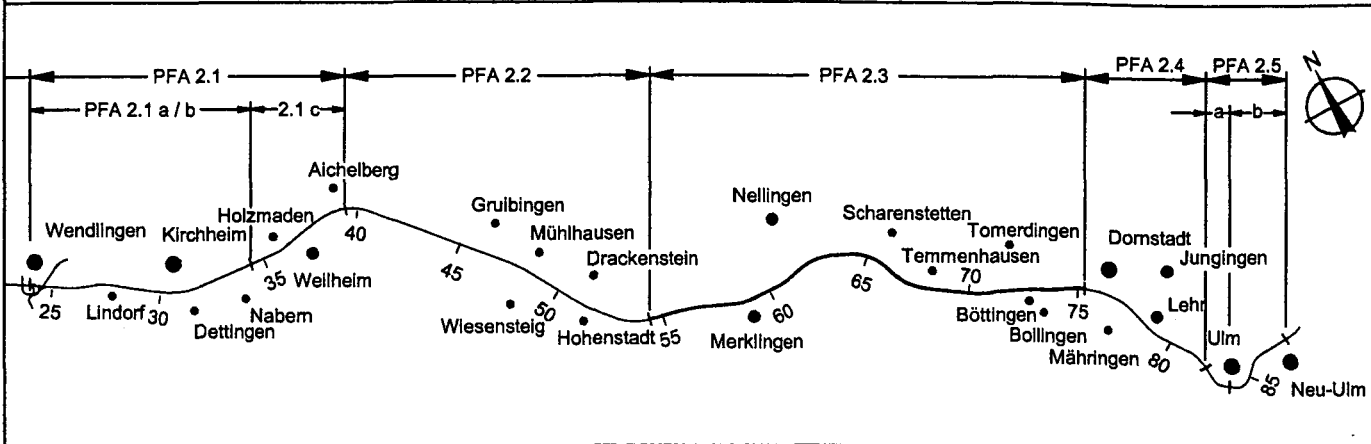 N
PFA 2.1
PFA 2.2
PFA 2.3
PFA 2.4
PFA 2.5
PFA 2.1 a / b
2.1 c
a
b
Aichelberg
Holzmaden
Wendlingen
Kirchheim
Weilheim
Lindorf
Dettingen
Nabern
Gruibingen
Mühlhausen
Drackenstein
Wiesensteig
Hohenstadt
Nellingen
Merklingen
Scharenstetten
Temmenhausen
Tomerdingen
Böttingen
Bollingen
Mähringen
Dornstadt
Jungingen
Lehr
Ulm
Neu-Ulm
25
30
35
40
45
50
55
60
65
70
75
80
85